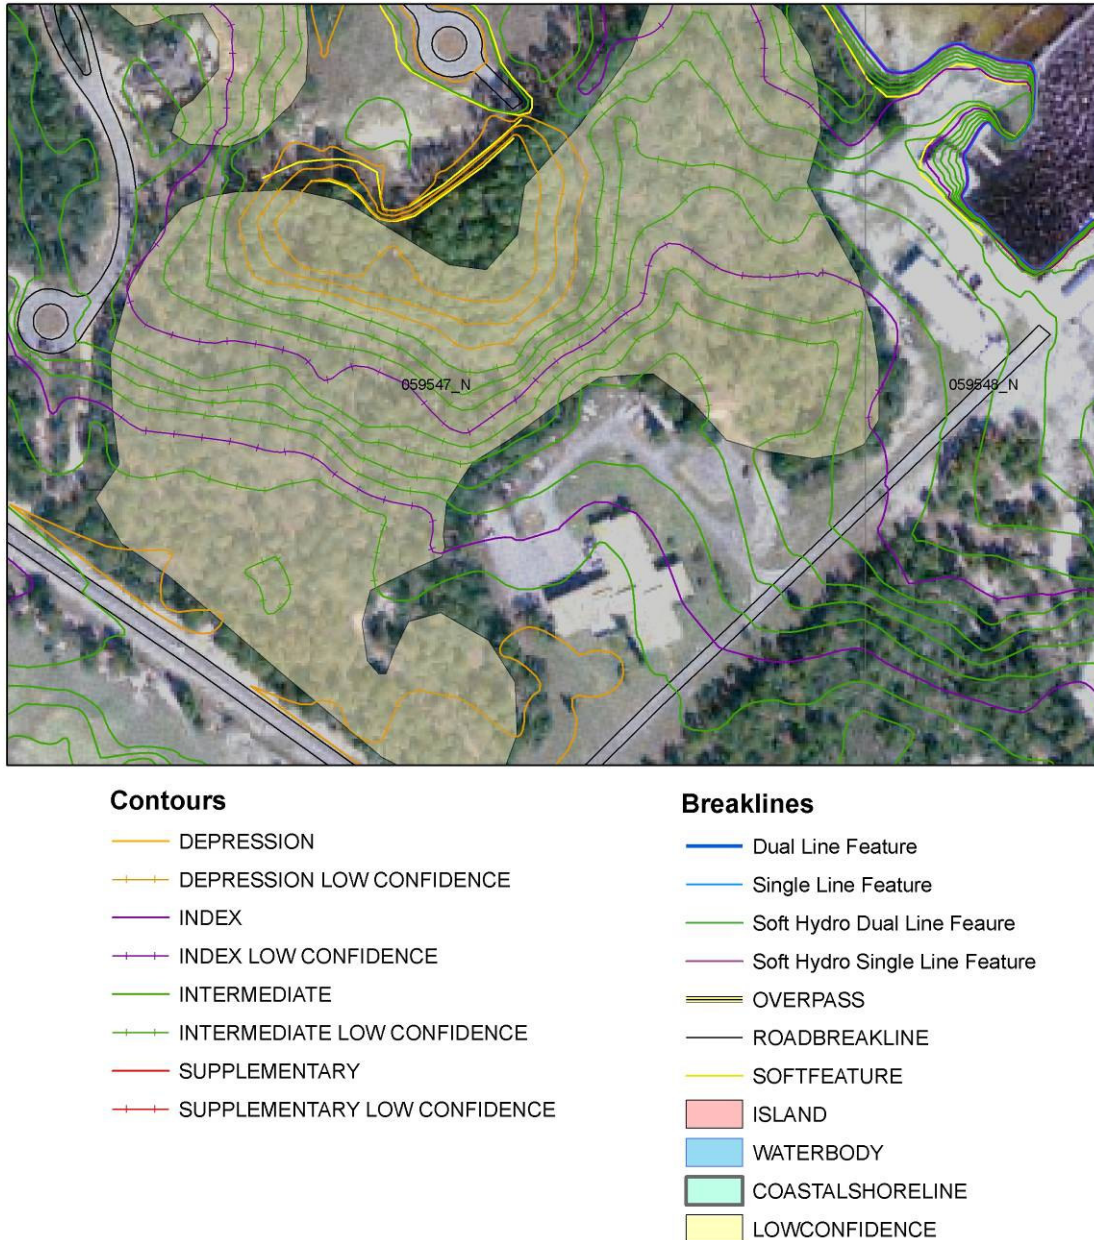 059547_N
059548_N
Contours
DEPRESSION
DEPRESSION LOW CONFIDENCE
INDEX
INDEX LOW CONFIDENCE
INTERMEDIATE
INTERMEDIATE LOW CONFIDENCE
SUPPLEMENTARY
SUPPLEMENTARY LOW CONFIDENCE
Breaklines
Dual Line Feature
Single Line Feature
Soft Hydro Dual Line Feaure
Soft Hydro Single Line Feature
OVERPASS
ROADBREAKLINE
SOFTFEATURE
ISLAND
WATERBODY
COASTALSHORELINE
LOWCONFIDENCE